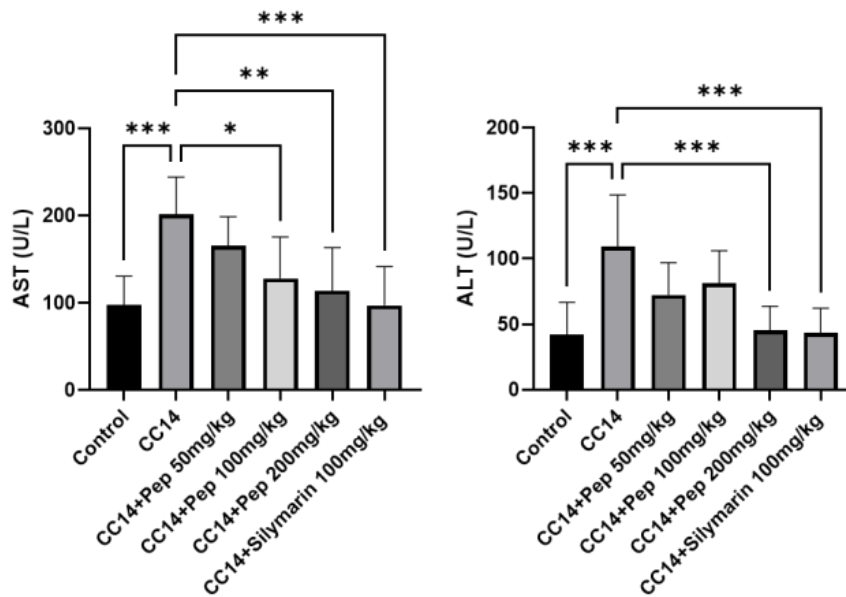 ***
**
***
*
300
200
100
0
AST (U/L)
Control
CC14
CC14+Pep 50mg/kg
CC14+Pep 100mg/kg
CC14+Pep 200mg/kg
CC14+Silymarin 100mg/kg
***
***
***
200
150
100
50
0
ALT (U/L)
Control
CC14
CC14+Pep 50mg/kg
CC14+Pep 100mg/kg
CC14+Pep 200mg/kg
CC14+Silymarin 100mg/kg